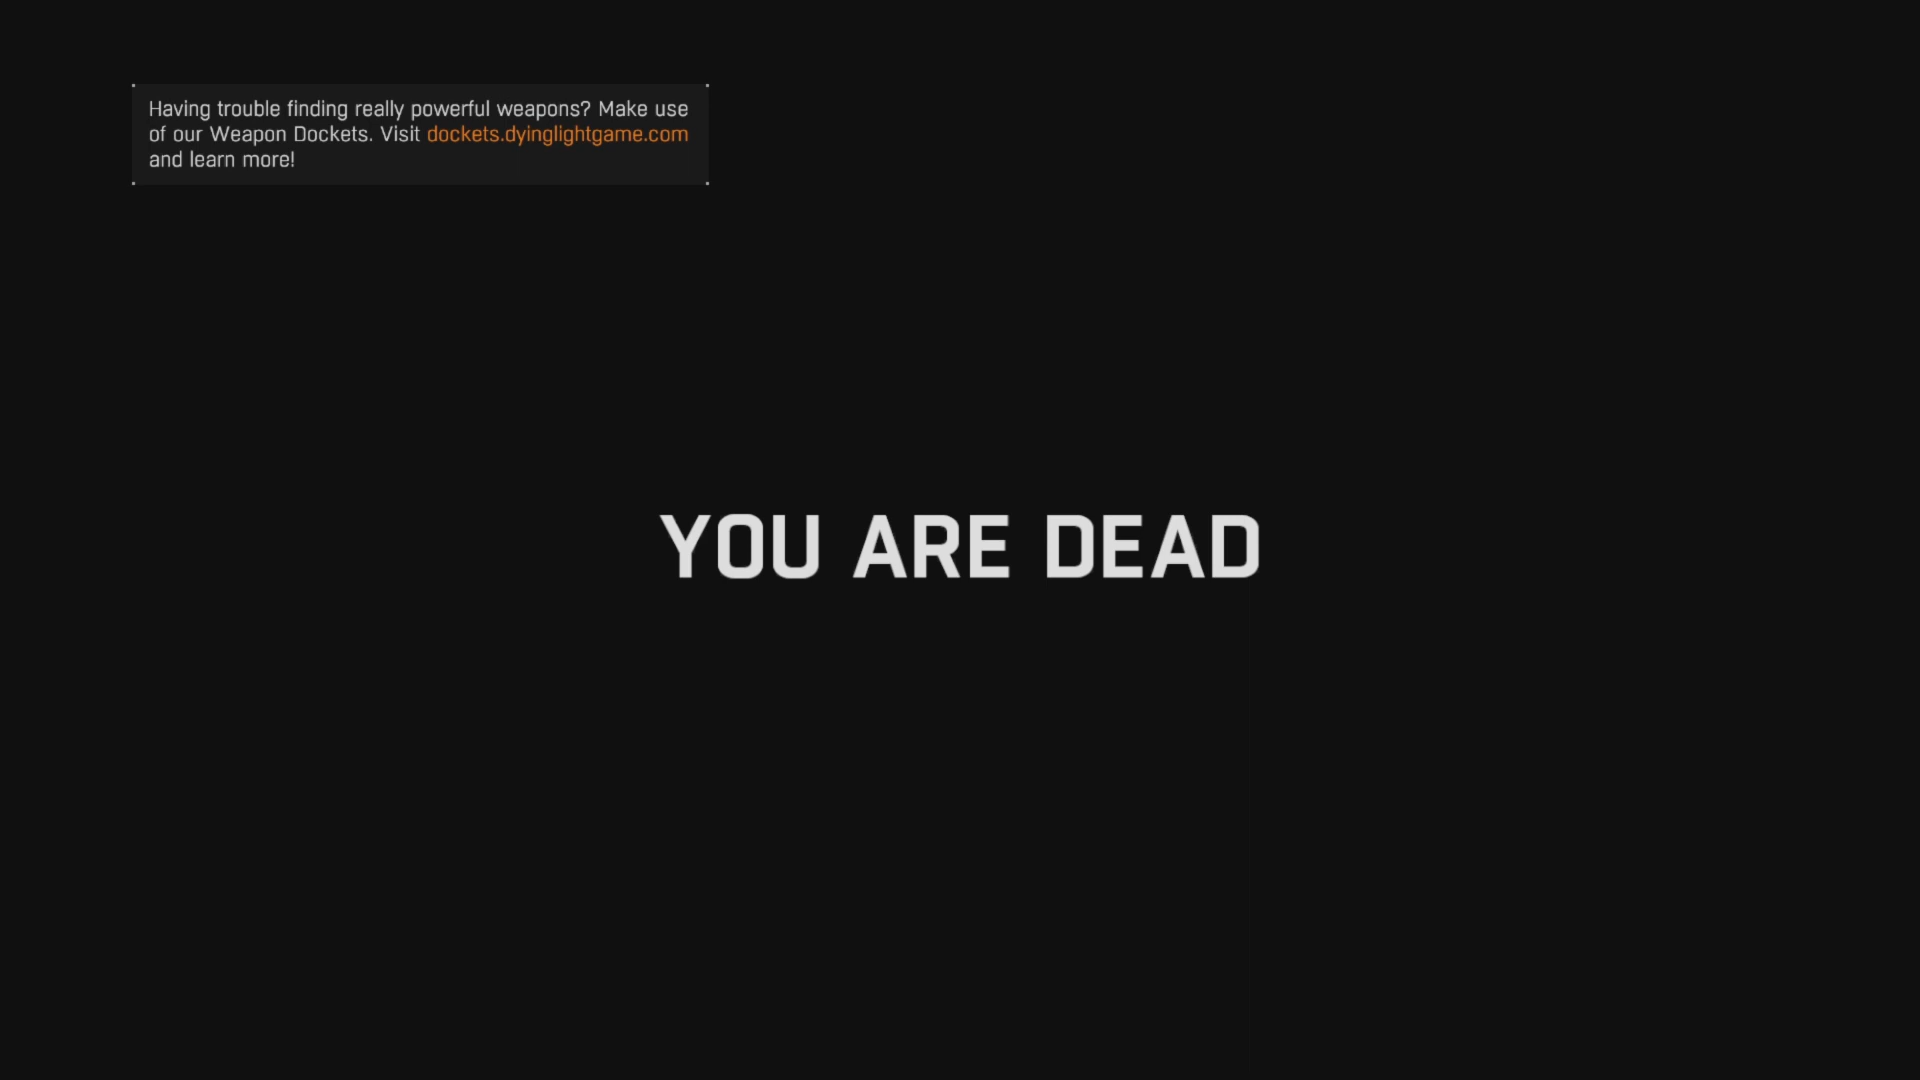 Having trouble finding really powerful weapons? Make use
of our Weapon Dockets. Visit dockets.dyinglightgame.com
and learn more!
YOU ARE DEAD